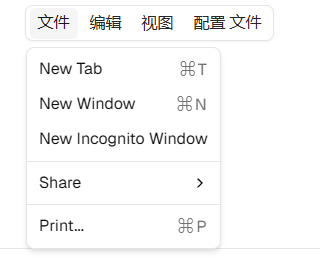 文件 编辑 视图 配置 文件
New Tab ⌘T
New Window ⌘N
New Incognito Window
Share
Print... ⌘P